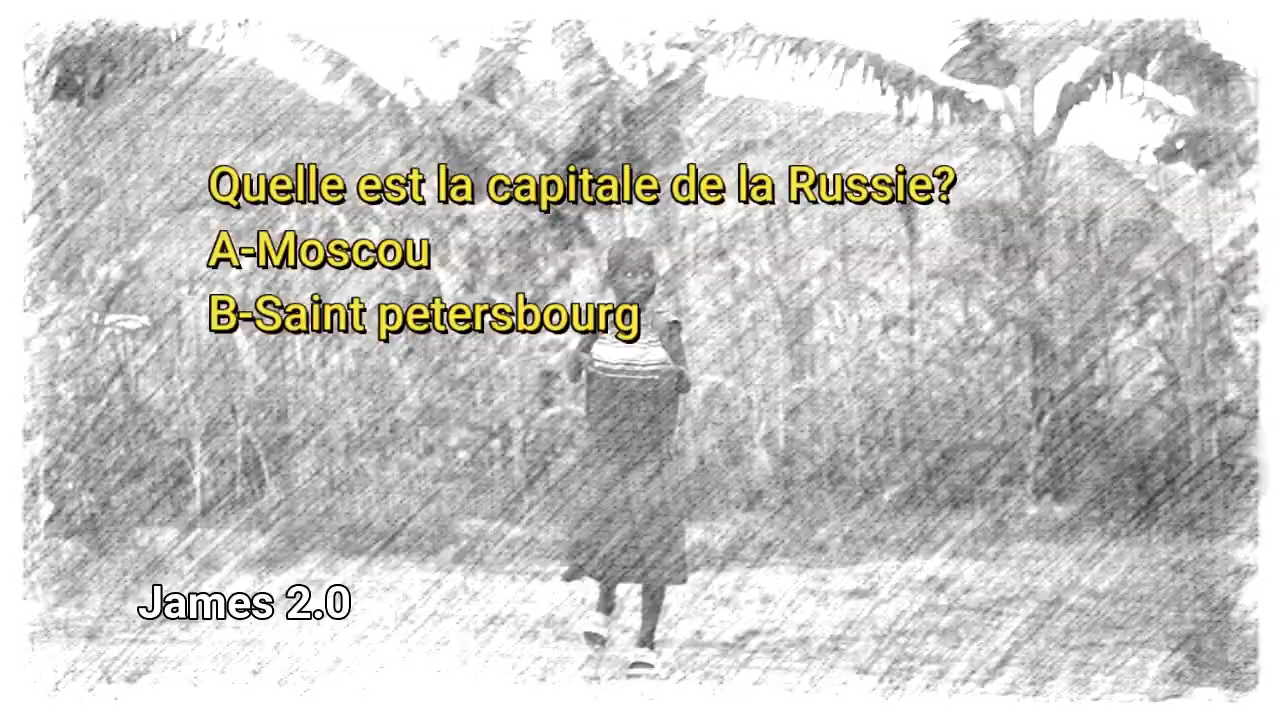 Quelle est la capitale de la Russie?
A-Moscou
B-Saint petersbourg
James 2.0